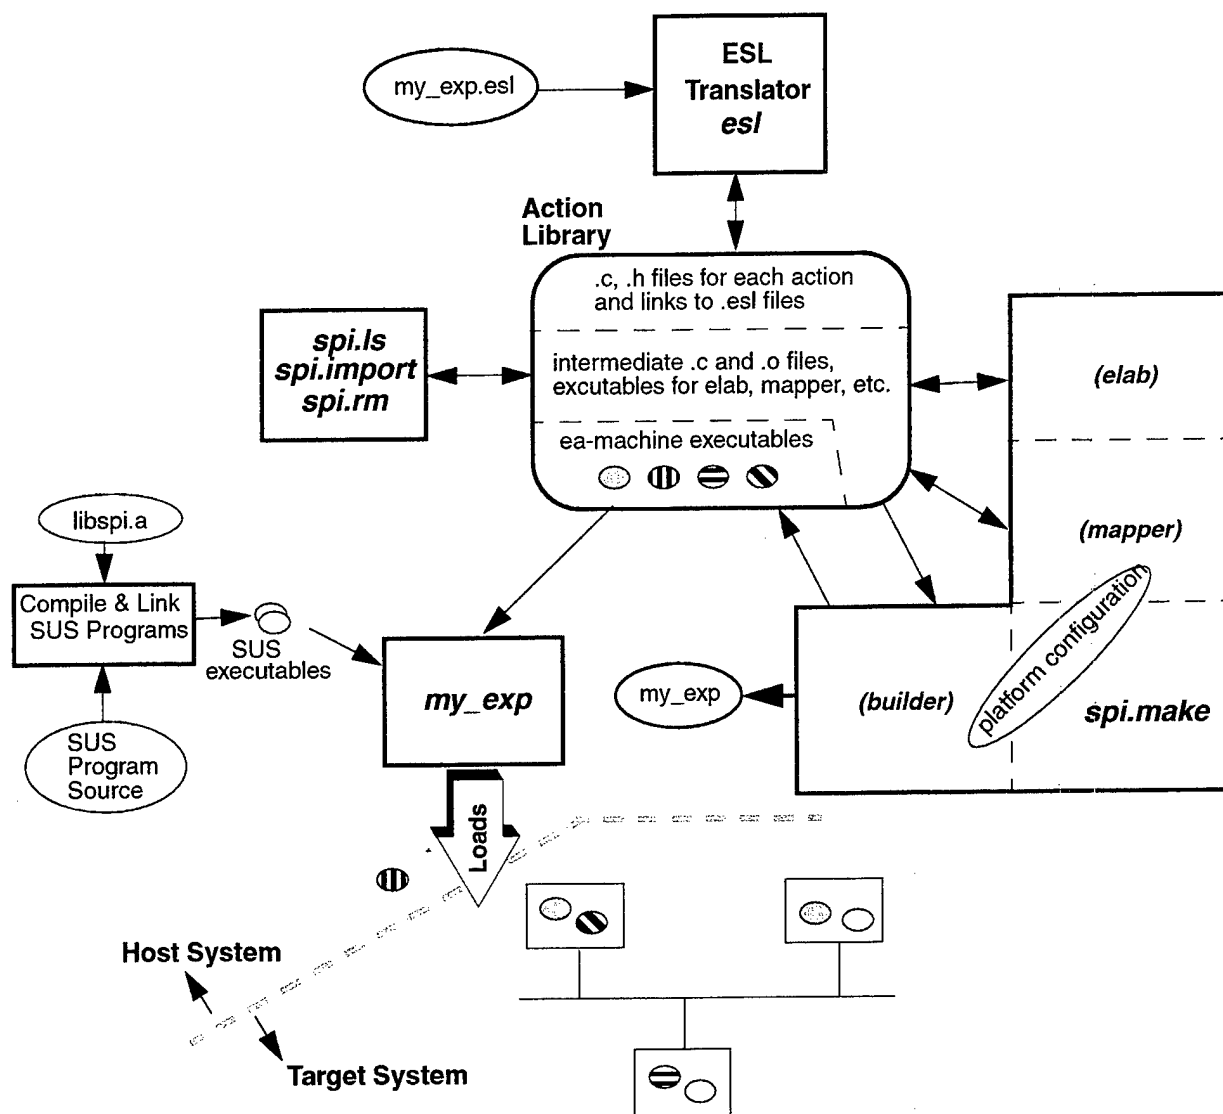 my_exp.esl
ESL
Translator
esl
Action
Library
.c, .h files for each action
and links to .esl files
spi.ls
spi.import
spi.rm
intermediate .c and .o files,
excutables for elab, mapper, etc.
ea-machine executables
(elab)
(mapper)
platform configuration
(builder)
spi.make
libspi.a
Compile & Link
SUS Programs
SUS
executables
SUS
Program
Source
my_exp
my_exp
Loads
Host System
Target System